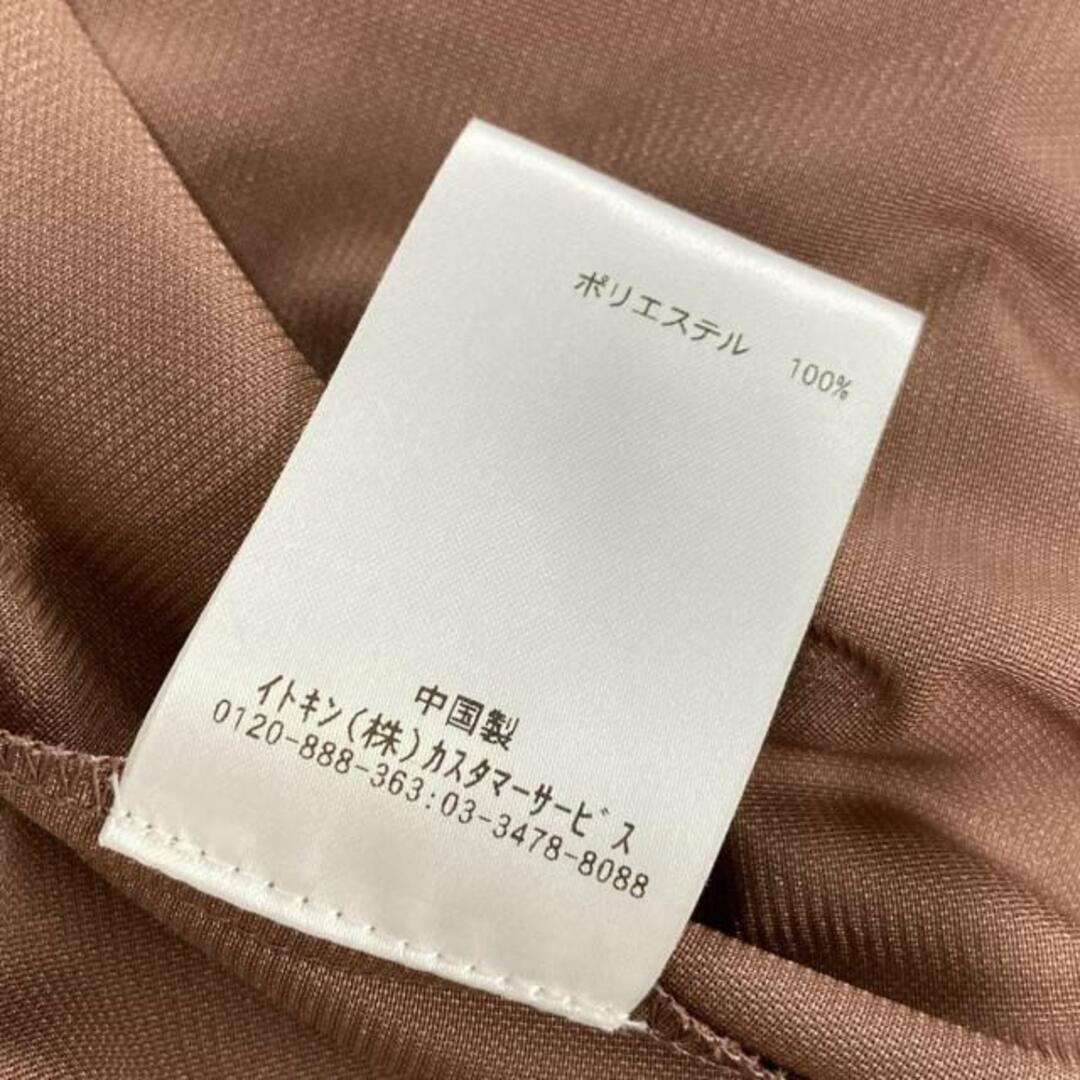 ポリエステル 100%
中国製
ｲﾄｷﾝ(株)ｶｽﾀﾏｰｻｰﾋﾞｽ
0120-888-363:03-3478-8088